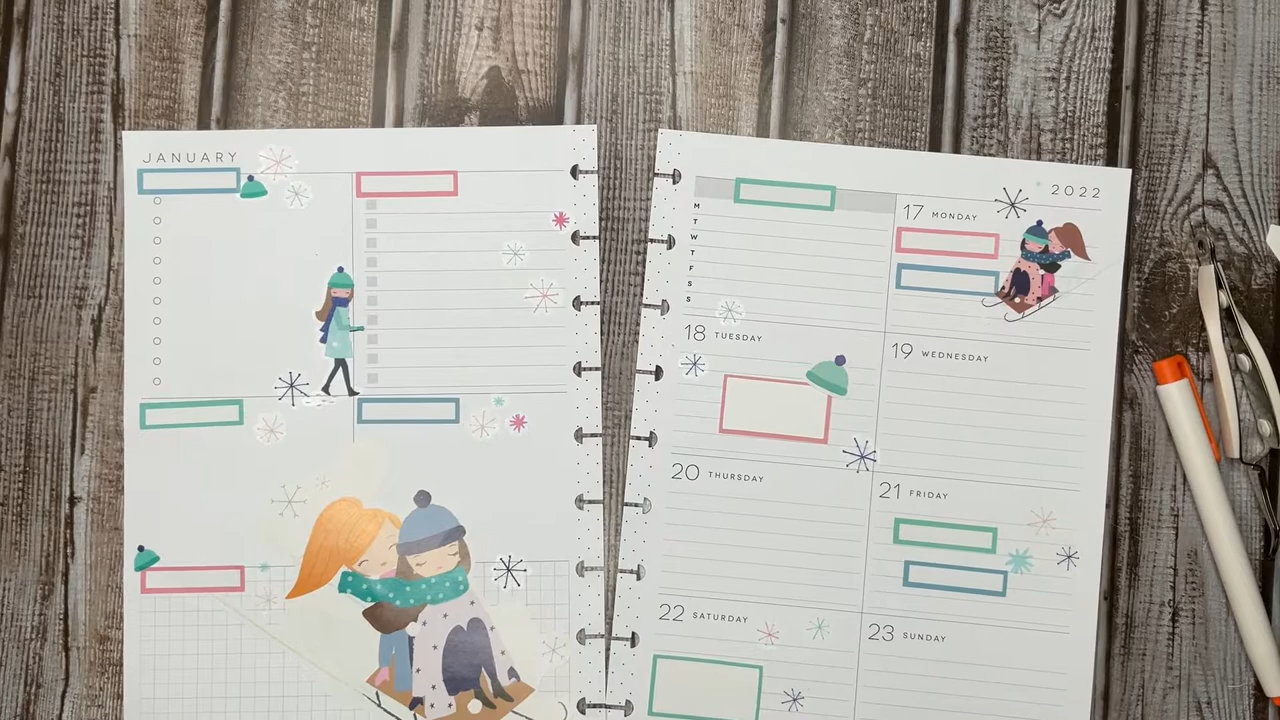 JANUARY
2022
M
T
W
T
F
S
S
17 MONDAY
18 TUESDAY
19 WEDNESDAY
20 THURSDAY
21 FRIDAY
22 SATURDAY
23 SUNDAY